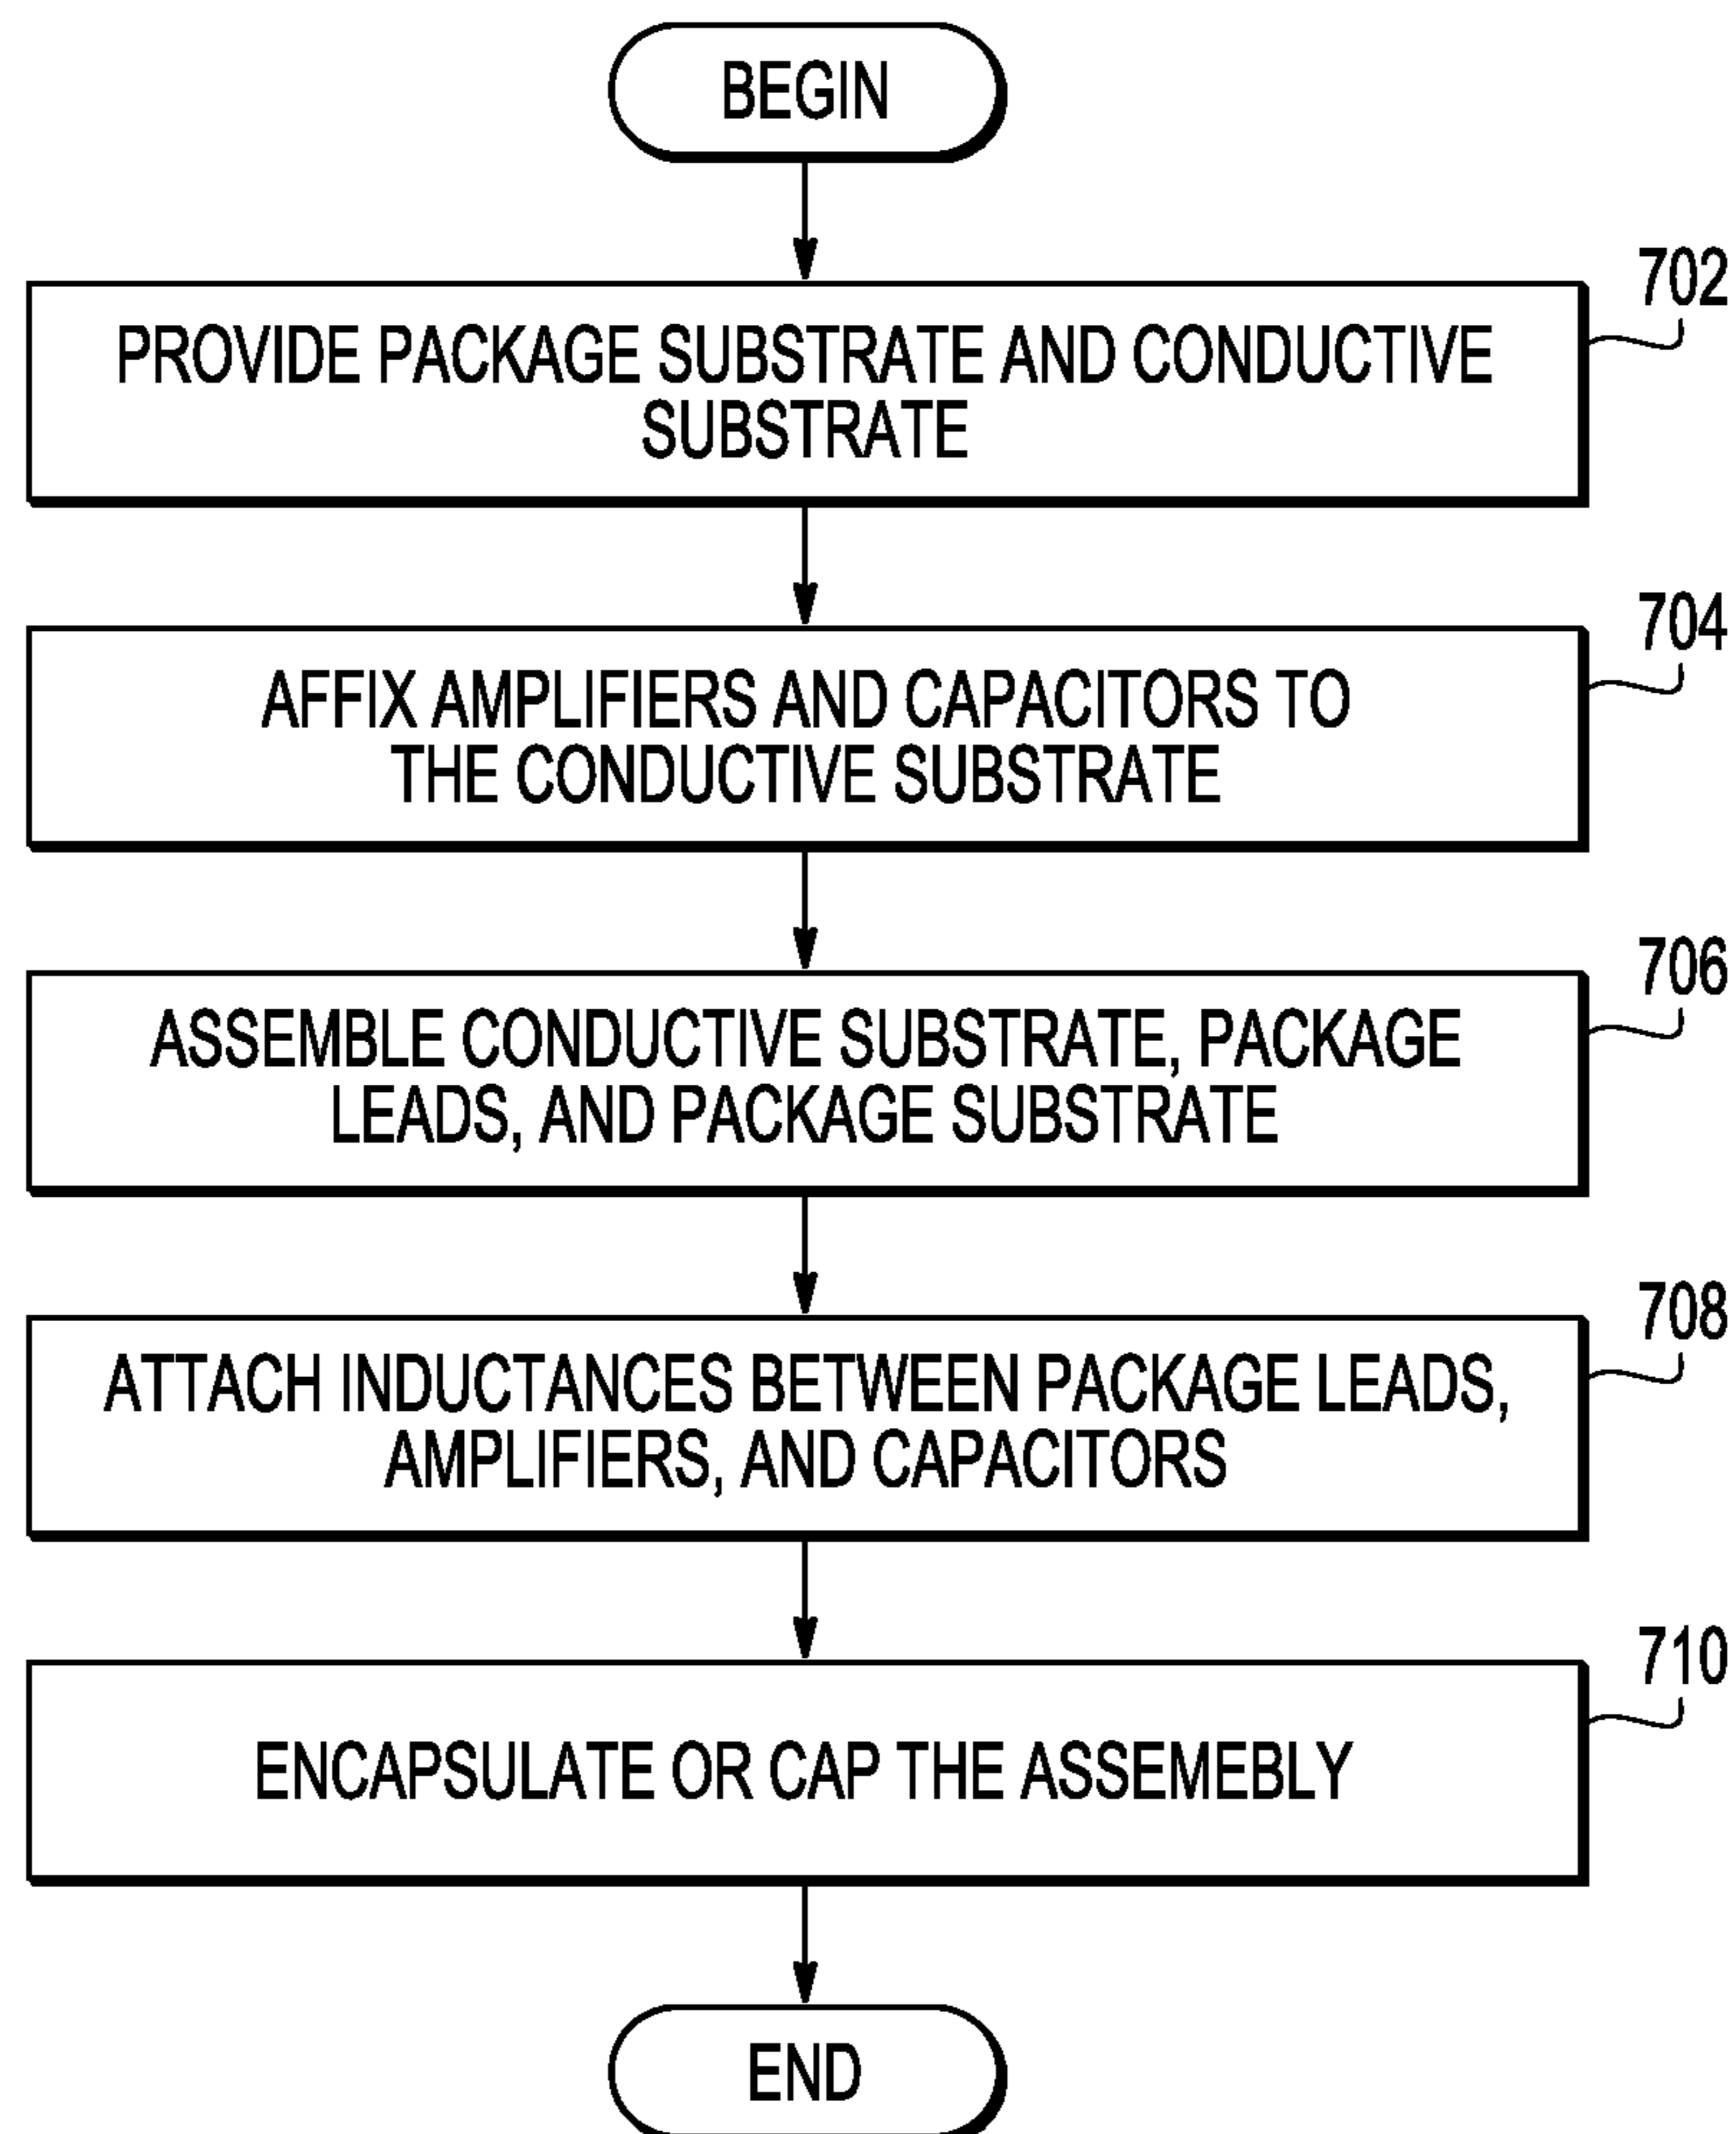 BEGIN
702
PROVIDE PACKAGE SUBSTRATE AND CONDUCTIVE
SUBSTRATE
704
AFFIX AMPLIFIERS AND CAPACITORS TO
THE CONDUCTIVE SUBSTRATE
706
ASSEMBLE CONDUCTIVE SUBSTRATE, PACKAGE
LEADS, AND PACKAGE SUBSTRATE
708
ATTACH INDUCTANCES BETWEEN PACKAGE LEADS,
AMPLIFIERS, AND CAPACITORS
710
ENCAPSULATE OR CAP THE ASSEMEBLY
END